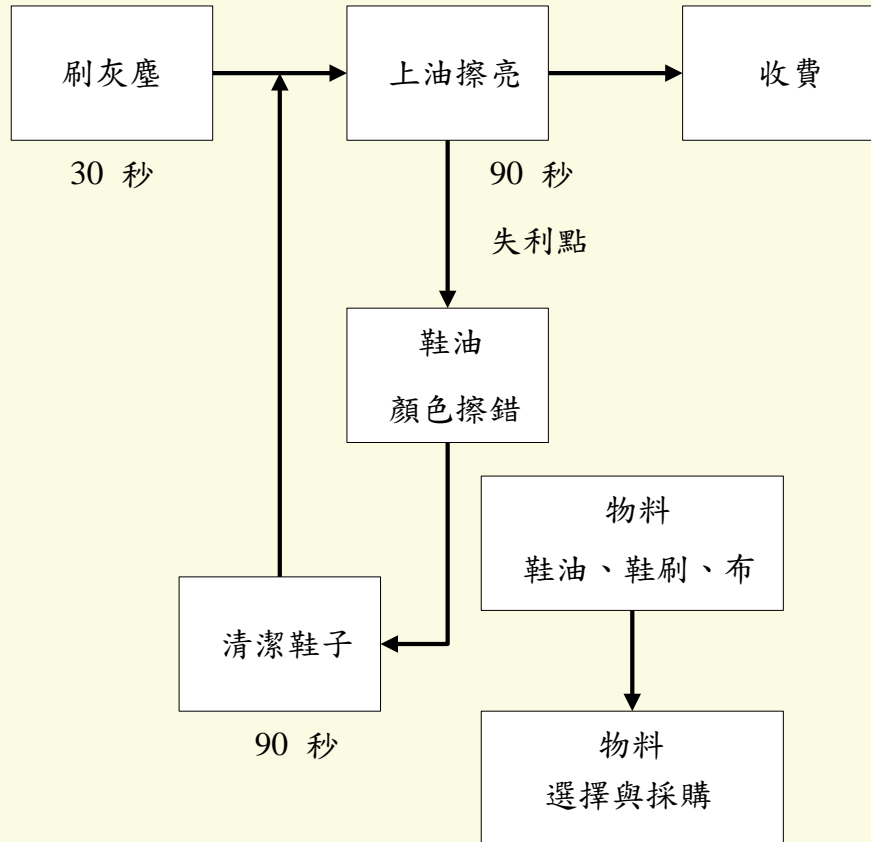 刷灰塵
上油擦亮
收費
30 秒
90 秒
失利點
鞋油
顏色擦錯
物料
鞋油、鞋刷、布
清潔鞋子
90 秒
物料
選擇與採購